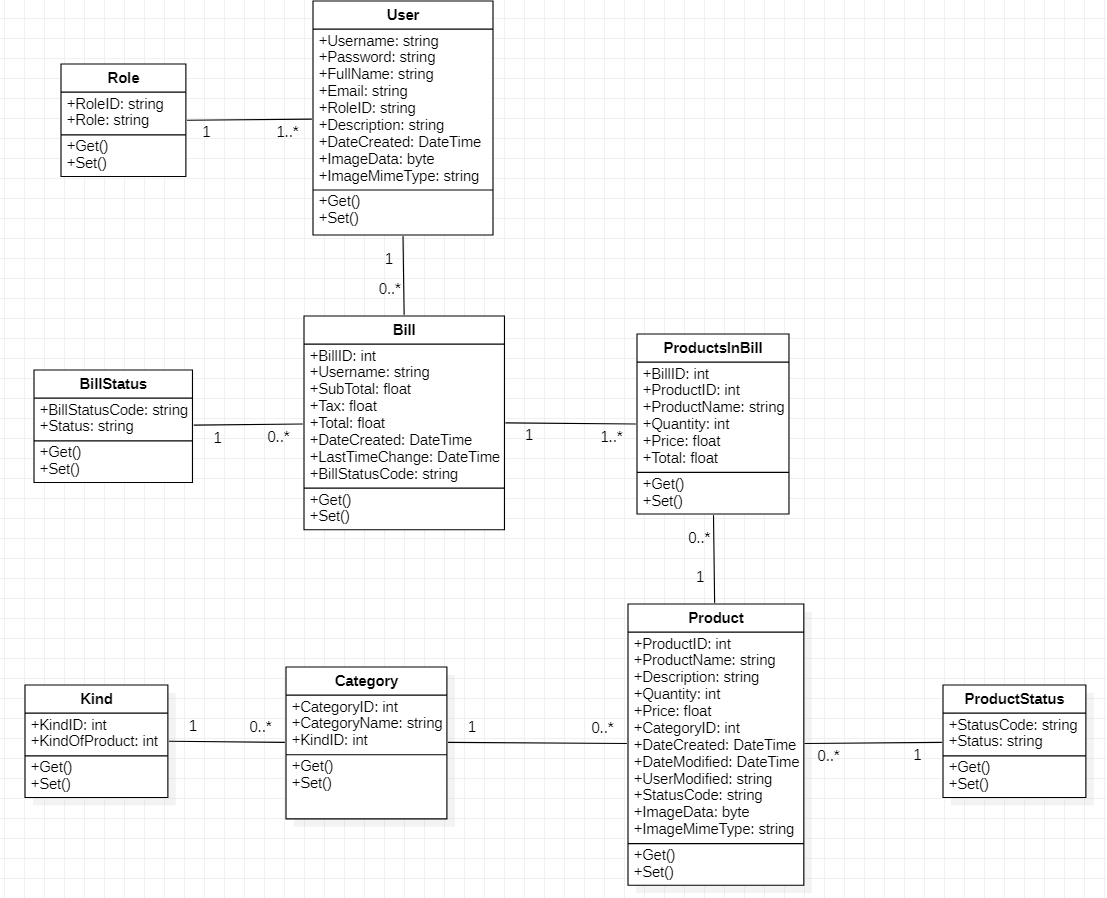 User
+Username: string
+Password: string
+FullName: string
+Email: string
+RoleID: string
+Description: string
+DateCreated: DateTime
+ImageData: byte
+ImageMimeType: string
+Get()
+Set()
Role
+RoleID: string
+Role: string
+Get()
+Set()
1
1..*
1
0..*
Bill
+BillID: int
+Username: string
+SubTotal: float
+Tax: float
+Total: float
+DateCreated: DateTime
+LastTimeChange: DateTime
+BillStatusCode: string
+Get()
+Set()
BillStatus
+BillStatusCode: string
+Status: string
+Get()
+Set()
1
0..*
1
1..*
ProductsInBill
+BillID: int
+ProductID: int
+ProductName: string
+Quantity: int
+Price: float
+Total: float
+Get()
+Set()
0..*
1
Product
+ProductID: int
+ProductName: string
+Description: string
+Quantity: int
+Price: float
+CategoryID: int
+DateCreated: DateTime
+DateModified: DateTime
+UserModified: string
+StatusCode: string
+ImageData: byte
+ImageMimeType: string
+Get()
+Set()
Kind
+KindID: int
+KindOfProduct: int
+Get()
+Set()
1
0..*
Category
+CategoryID: int
+CategoryName: string
+KindID: int
+Get()
+Set()
1
0..*
0..*
1
ProductStatus
+StatusCode: string
+Status: string
+Get()
+Set()